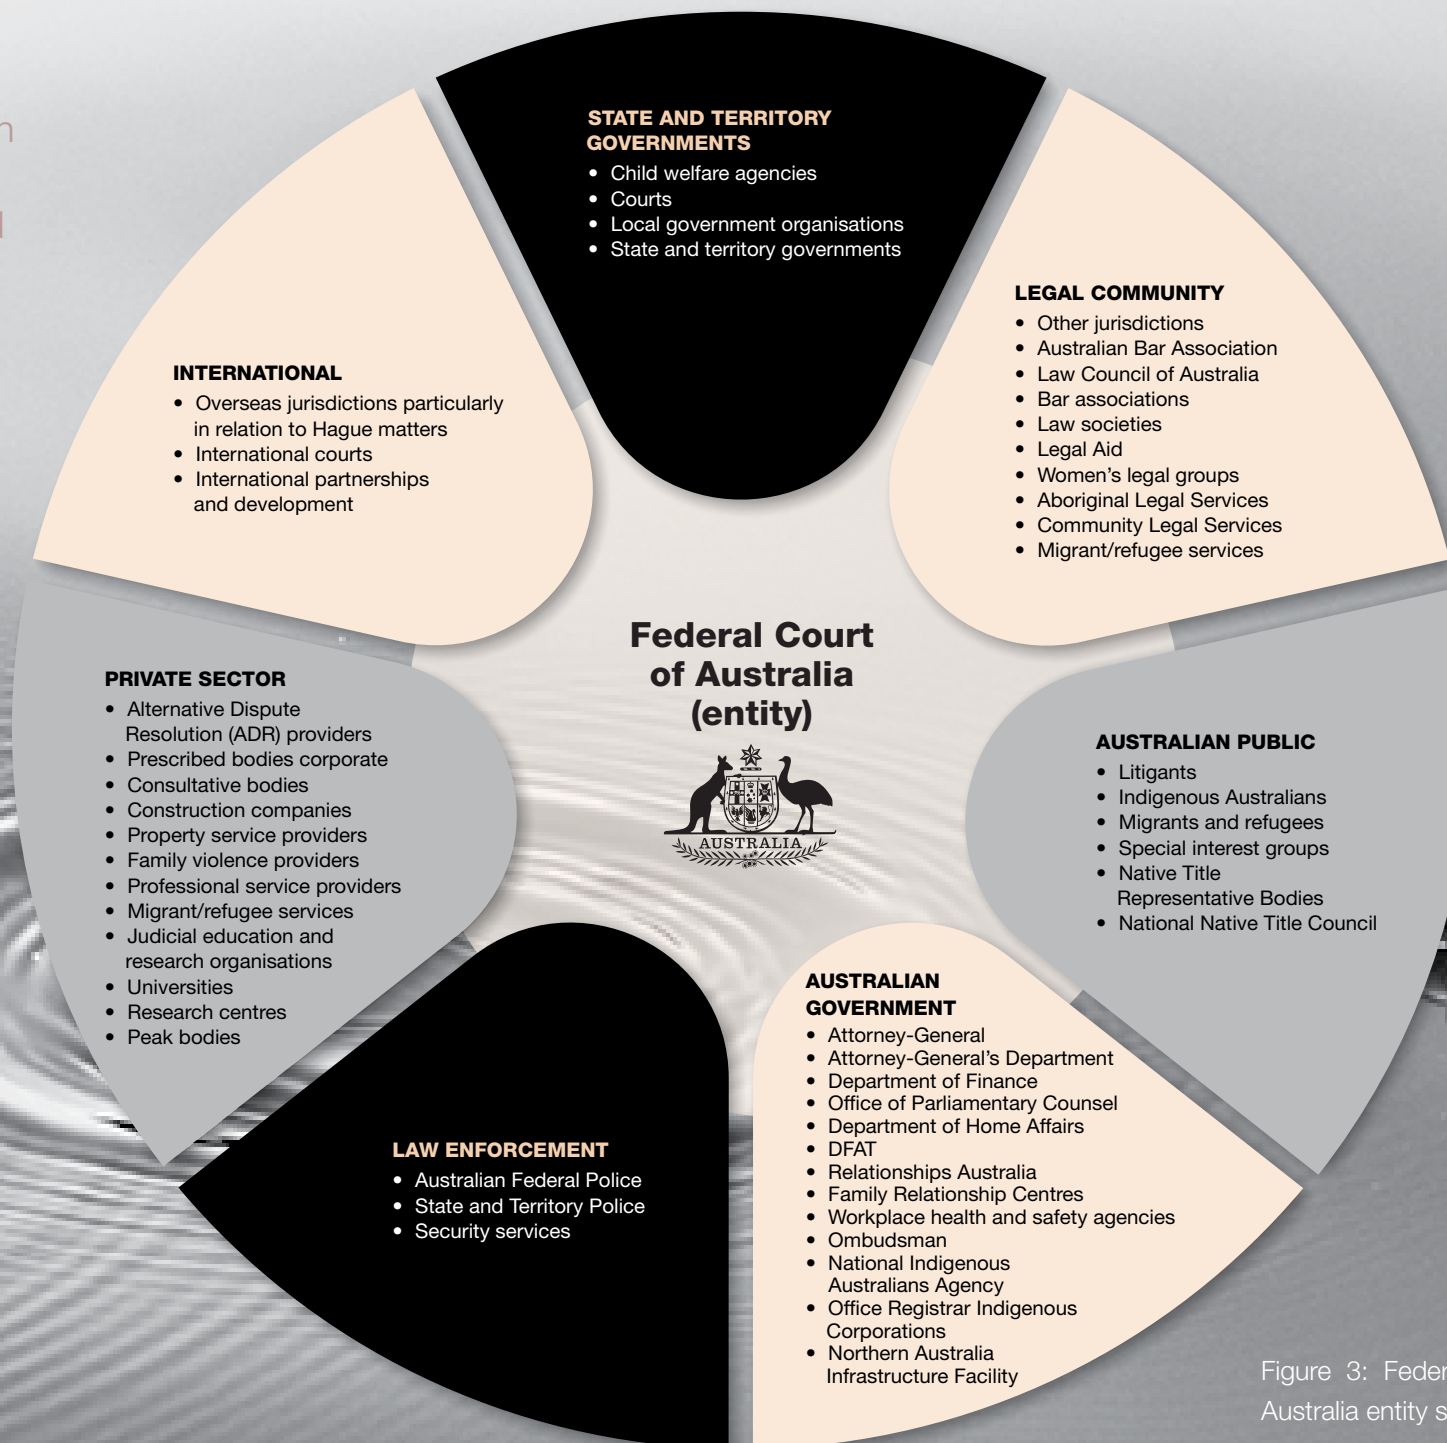 STATE AND TERRITORY
GOVERNMENTS
• Child welfare agencies
• Courts
• Local government organisations
• State and territory governments
LEGAL COMMUNITY
• Other jurisdictions
• Australian Bar Association
• Law Council of Australia
• Bar associations
• Law societies
• Legal Aid
• Women’s legal groups
• Aboriginal Legal Services
• Community Legal Services
• Migrant/refugee services
INTERNATIONAL
• Overseas jurisdictions particularly
in relation to Hague matters
• International courts
• International partnerships
and development
Federal Court
of Australia
(entity)
AUSTRALIA
PRIVATE SECTOR
• Alternative Dispute
Resolution (ADR) providers
• Prescribed bodies corporate
• Consultative bodies
• Construction companies
• Property service providers
• Family violence providers
• Professional service providers
• Migrant/refugee services
• Judicial education and
research organisations
• Universities
• Research centres
• Peak bodies
AUSTRALIAN PUBLIC
• Litigants
• Indigenous Australians
• Migrants and refugees
• Special interest groups
• Native Title
Representative Bodies
• National Native Title Council
LAW ENFORCEMENT
• Australian Federal Police
• State and Territory Police
• Security services
AUSTRALIAN
GOVERNMENT
• Attorney-General
• Attorney-General’s Department
• Department of Finance
• Office of Parliamentary Counsel
• Department of Home Affairs
• DFAT
• Relationships Australia
• Family Relationship Centres
• Workplace health and safety agencies
• Ombudsman
• National Indigenous
Australians Agency
• Office Registrar Indigenous
Corporations
• Northern Australia
Infrastructure Facility
Figure 3: Feder
Australia entity s